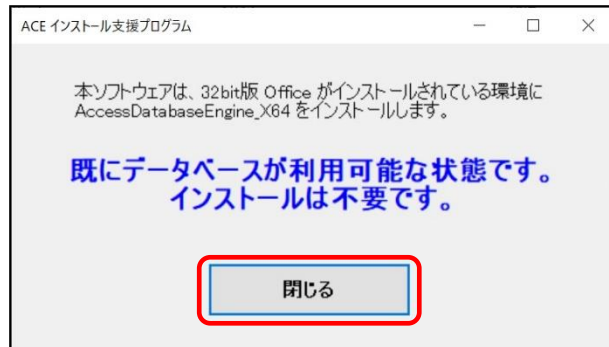 ACE インストール支援プログラム
本ソフトウェアは、32bit版 Office がインストールされている環境に
AccessDatabaseEngine_X64 をインストールします。
既にデータベースが利用可能な状態です。
インストールは不要です。
閉じる